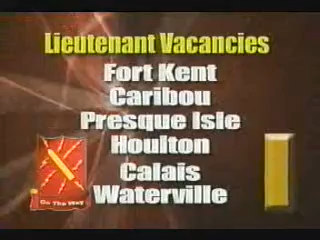 Lieutenant Vacancies
Fort Kent
Caribou
Presque Isle
Houlton
Calais
Waterville
On The Way